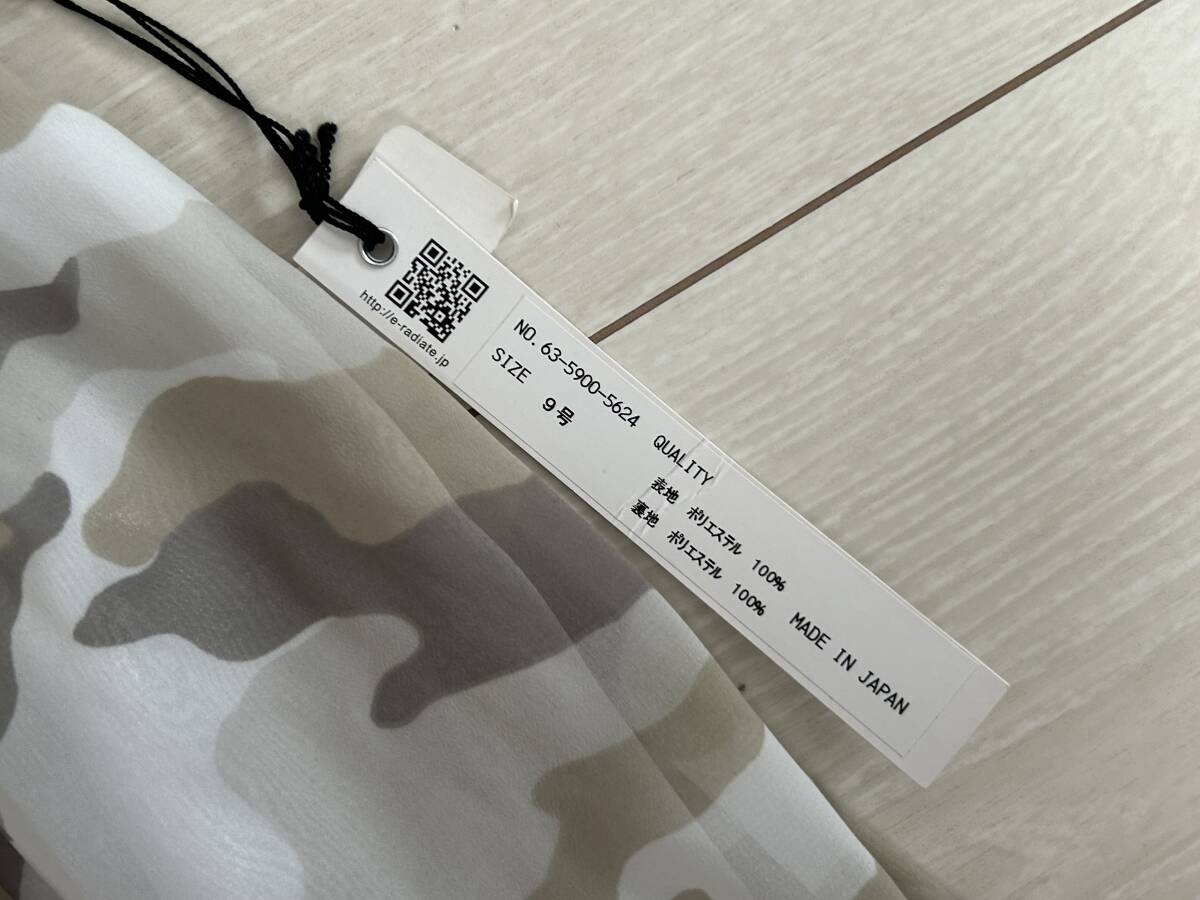 http://e-radiate.jp
NO. 63-5900-5624
SIZE
9号
QUALITY
表地 ポリエステル 100%
裏地 ポリエステル 100%
MADE IN JAPAN